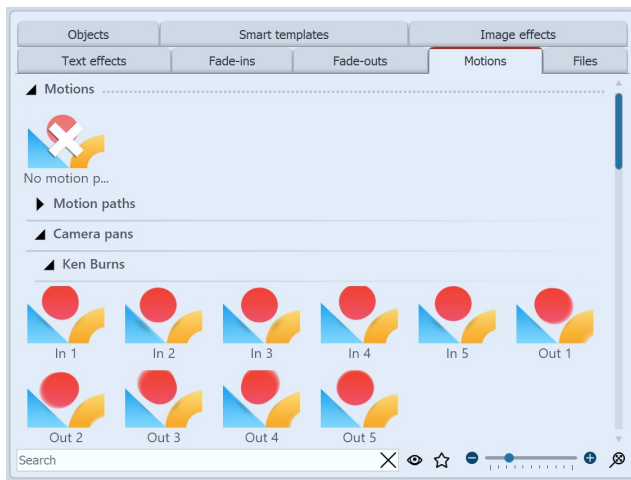 Objects Smart templates Image effects
Text effects Fade-ins Fade-outs Motions Files
Motions
No motion p...
Motion paths
Camera pans
Ken Burns
In 1 In 2 In 3 In 4 In 5 Out 1
Out 2 Out 3 Out 4 Out 5
Search